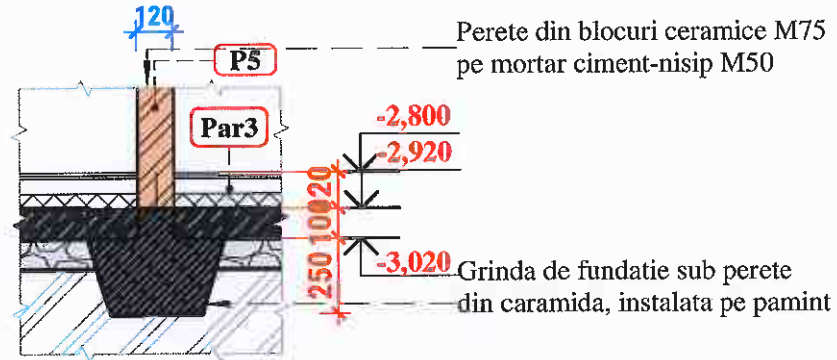 120
Perete din blocuri ceramice M75
pe mortar ciment-nisip M50
P5
Par3
-2,800
-2,920
120
100
250
-3,020
Grinda de fundatie sub perete
din caramida, instalata pe pamint